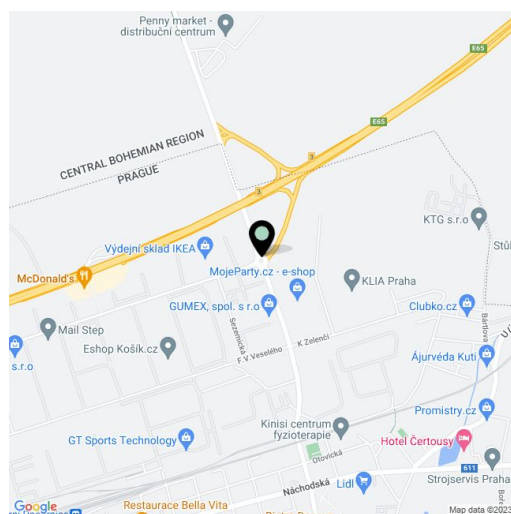 Penny market -
distribuční centrum
E65
E65
CENTRAL BOHEMIAN REGION
PRAGUE
3
3
KTG s.r.o
Výdejní sklad IKEA
McDonald's
MojeParty.cz - e-shop
KLIA Praha
GUMEX, spol. s r.o
Clubko.cz
Mail Step
Sezemická
Bártlova
s.r.o
Eshop Košík.cz
F. V. Veselého
K Zelenči
Ájurvéda Kutí
Promistry.cz
Kinisi centrum
fyzioterapie
GT Sports Technology
Hotel Čertousy
Otovická
611
Náchodská
Lidl
Strojservis Praha
Restaurace Bella Vita
Google
Map data ©2023